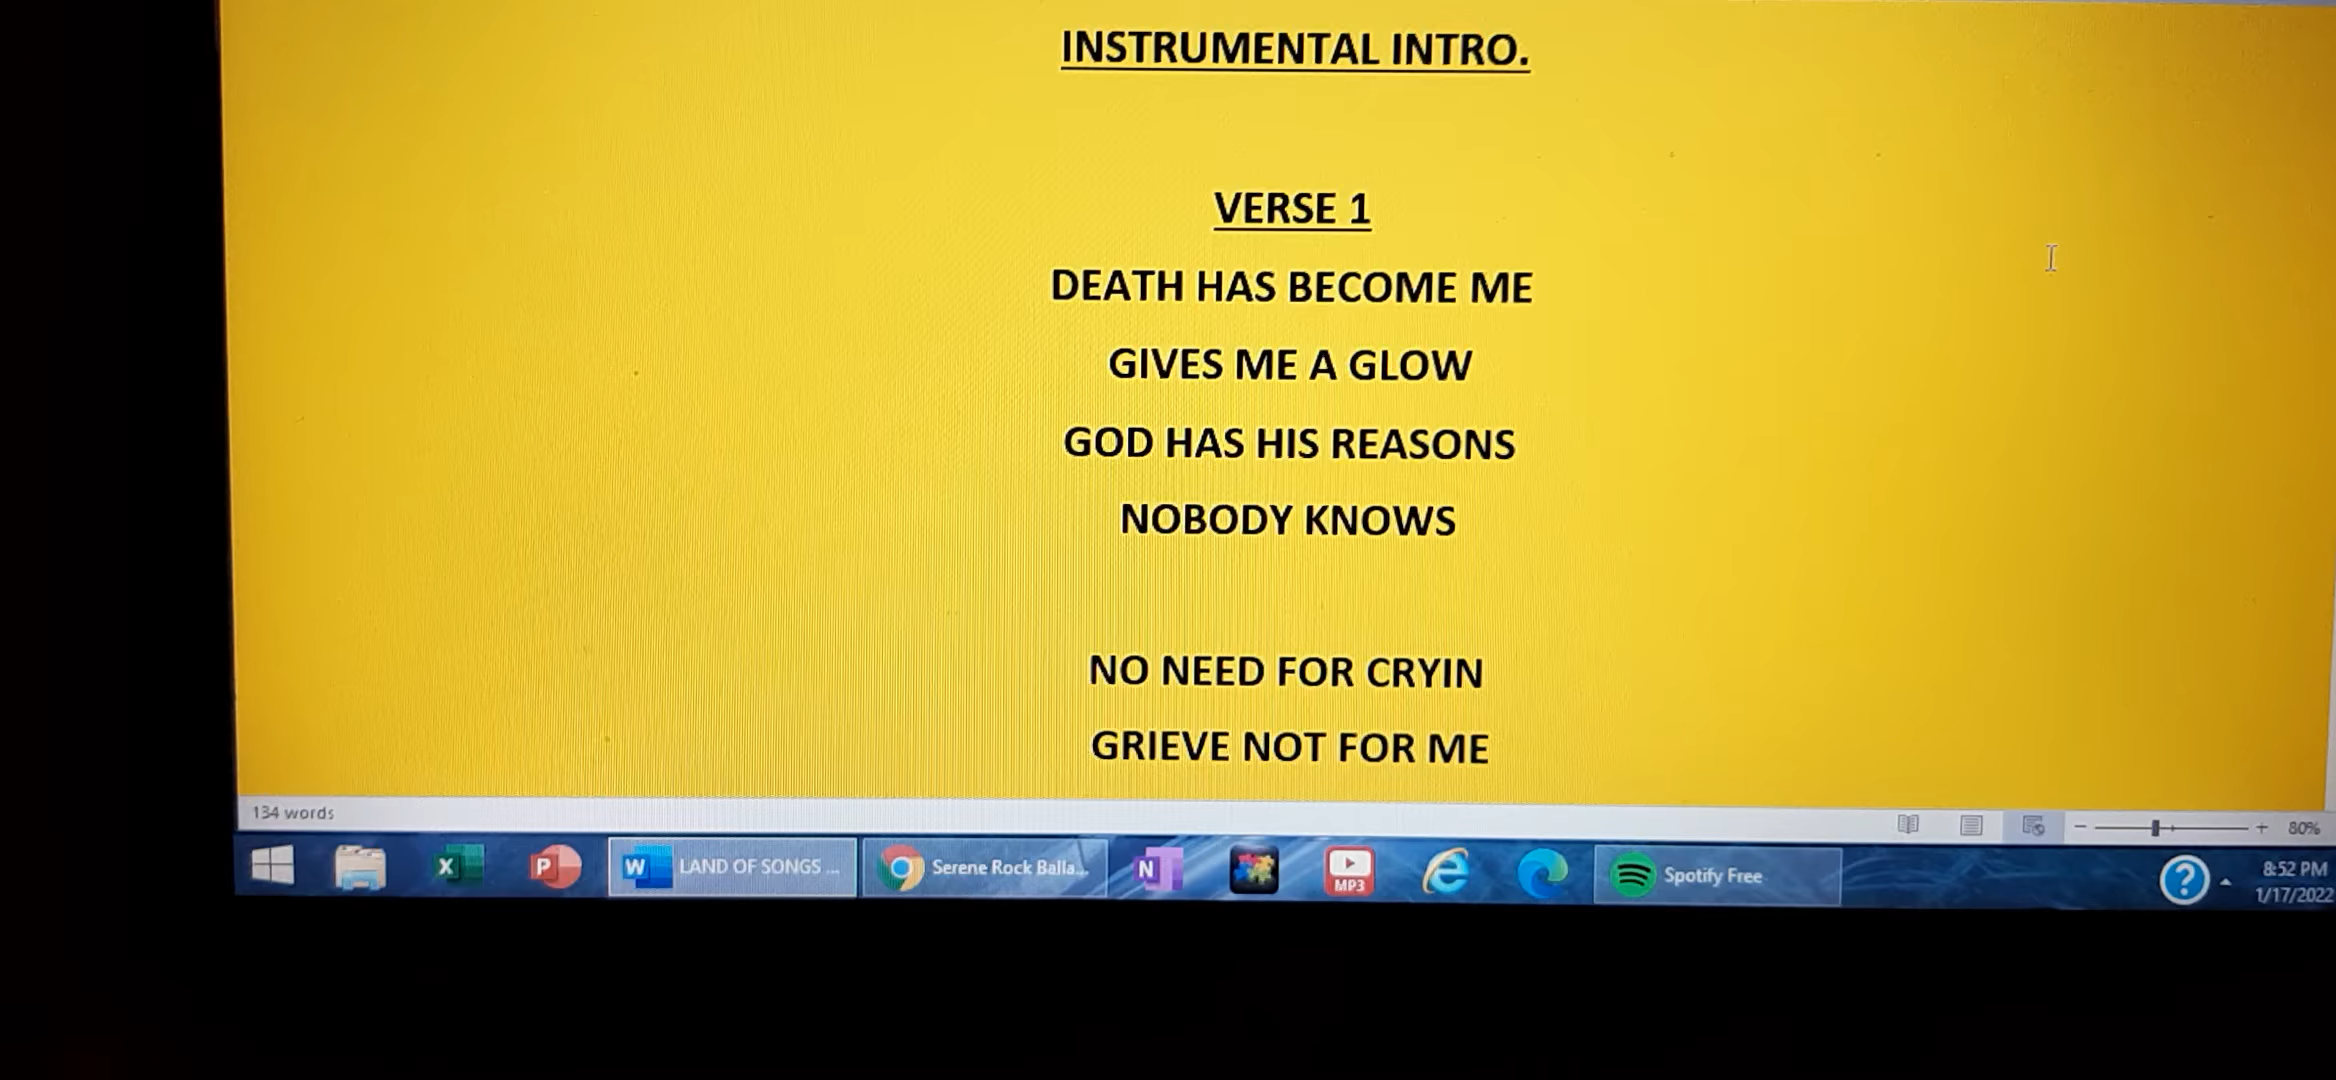 INSTRUMENTAL INTRO.
VERSE 1
DEATH HAS BECOME ME
GIVES ME A GLOW
GOD HAS HIS REASONS
NOBODY KNOWS
NO NEED FOR CRYIN
GRIEVE NOT FOR ME
134 words
80%
X
P
W
LAND OF SONGS ...
Serene Rock Balla...
N
MP3
Spotify Free
?
8:52 PM
1/17/2022